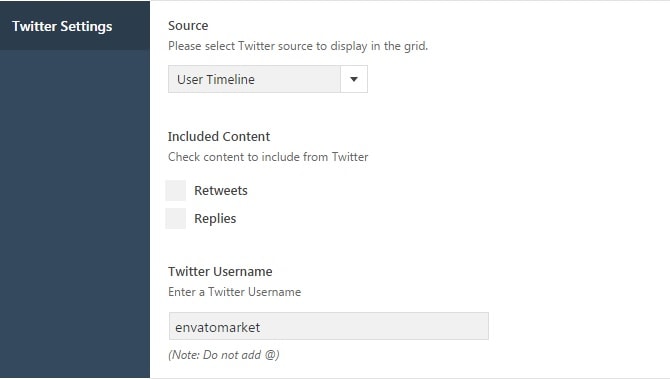 Twitter Settings
Source
Please select Twitter source to display in the grid.
User Timeline
Included Content
Check content to include from Twitter
Retweets
Replies
Twitter Username
Enter a Twitter Username
envatomarket
(Note: Do not add @)